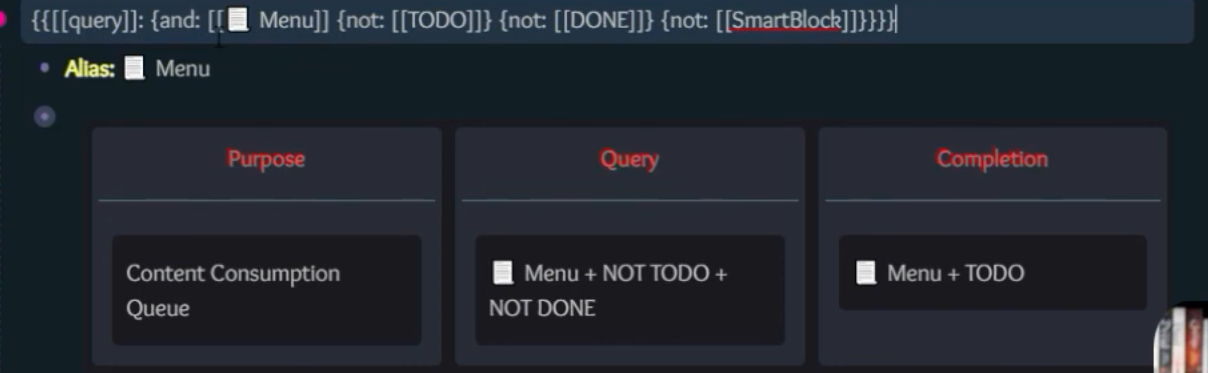 {{[[query]]: {and: [[📃 Menu]] {not: [[TODO]]} {not: [[DONE]]} {not: [[SmartBlock]]}}}}
Alias: 📃 Menu
Purpose
Query
Completion
Content Consumption
Queue
📃 Menu + NOT TODO +
NOT DONE
📃 Menu + TODO